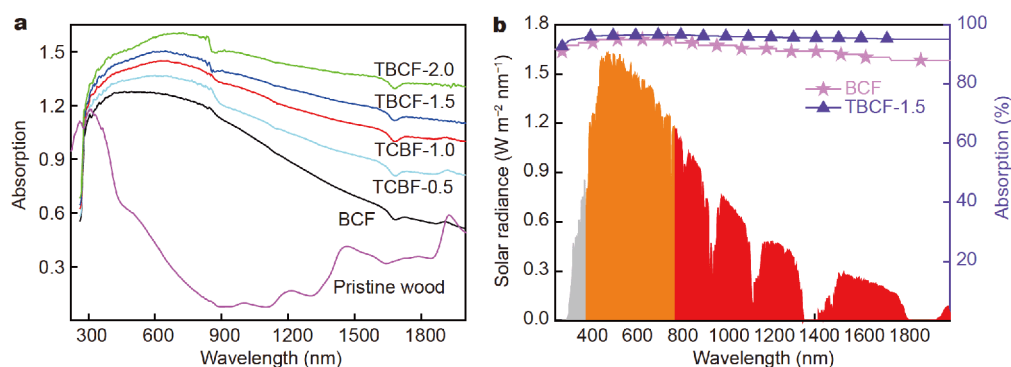 a
Absorption
1.5
1.2
0.9
0.6
0.3
TBCF-2.0
TBCF-1.5
TCBF-1.0
TCBF-0.5
BCF
Pristine wood
300 600 900 1200 1500 1800
Wavelength (nm)
b
Solar radiance (W m⁻² nm⁻¹)
1.8
1.5
1.2
0.9
0.6
0.3
0.0
BCF
TBCF-1.5
100
80
60
40
20
Absorption (%)
400 600 800 1000 1200 1400 1600 1800
Wavelength (nm)